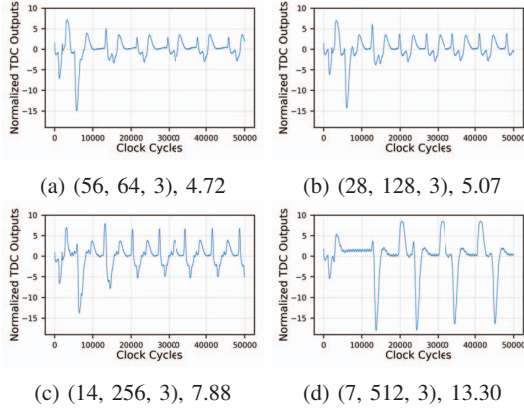 Normalized TDC Outputs
10
5
0
−5
−10
−15
0 10000 20000 30000 40000 50000
Clock Cycles
(a) (56, 64, 3), 4.72
Normalized TDC Outputs
10
5
0
−5
−10
−15
0 10000 20000 30000 40000 50000
Clock Cycles
(b) (28, 128, 3), 5.07
Normalized TDC Outputs
10
5
0
−5
−10
−15
0 10000 20000 30000 40000 50000
Clock Cycles
(c) (14, 256, 3), 7.88
Normalized TDC Outputs
10
5
0
−5
−10
−15
0 10000 20000 30000 40000 50000
Clock Cycles
(d) (7, 512, 3), 13.30